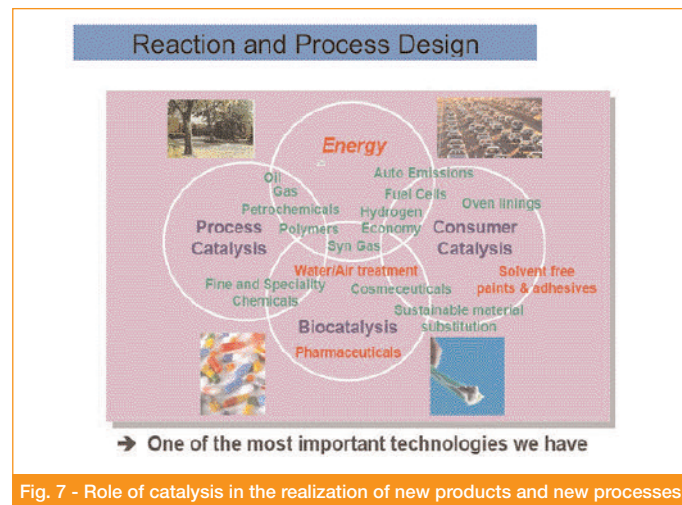 Reaction and Process Design
Energy
Oil
Gas
Auto Emissions
Fuel Cells
Oven linings
Petrochemicals
Hydrogen
Process
Catalysis
Polymers
Economy
Consumer
Catalysis
Syn Gas
Water/Air treatment
Solvent free
paints & adhesives
Fine and Speciality
Chemicals
Cosmeceuticals
Sustainable material
substitution
Biocatalysis
Pharmaceuticals
➔ One of the most important technologies we have
Fig. 7 - Role of catalysis in the realization of new products and new processes